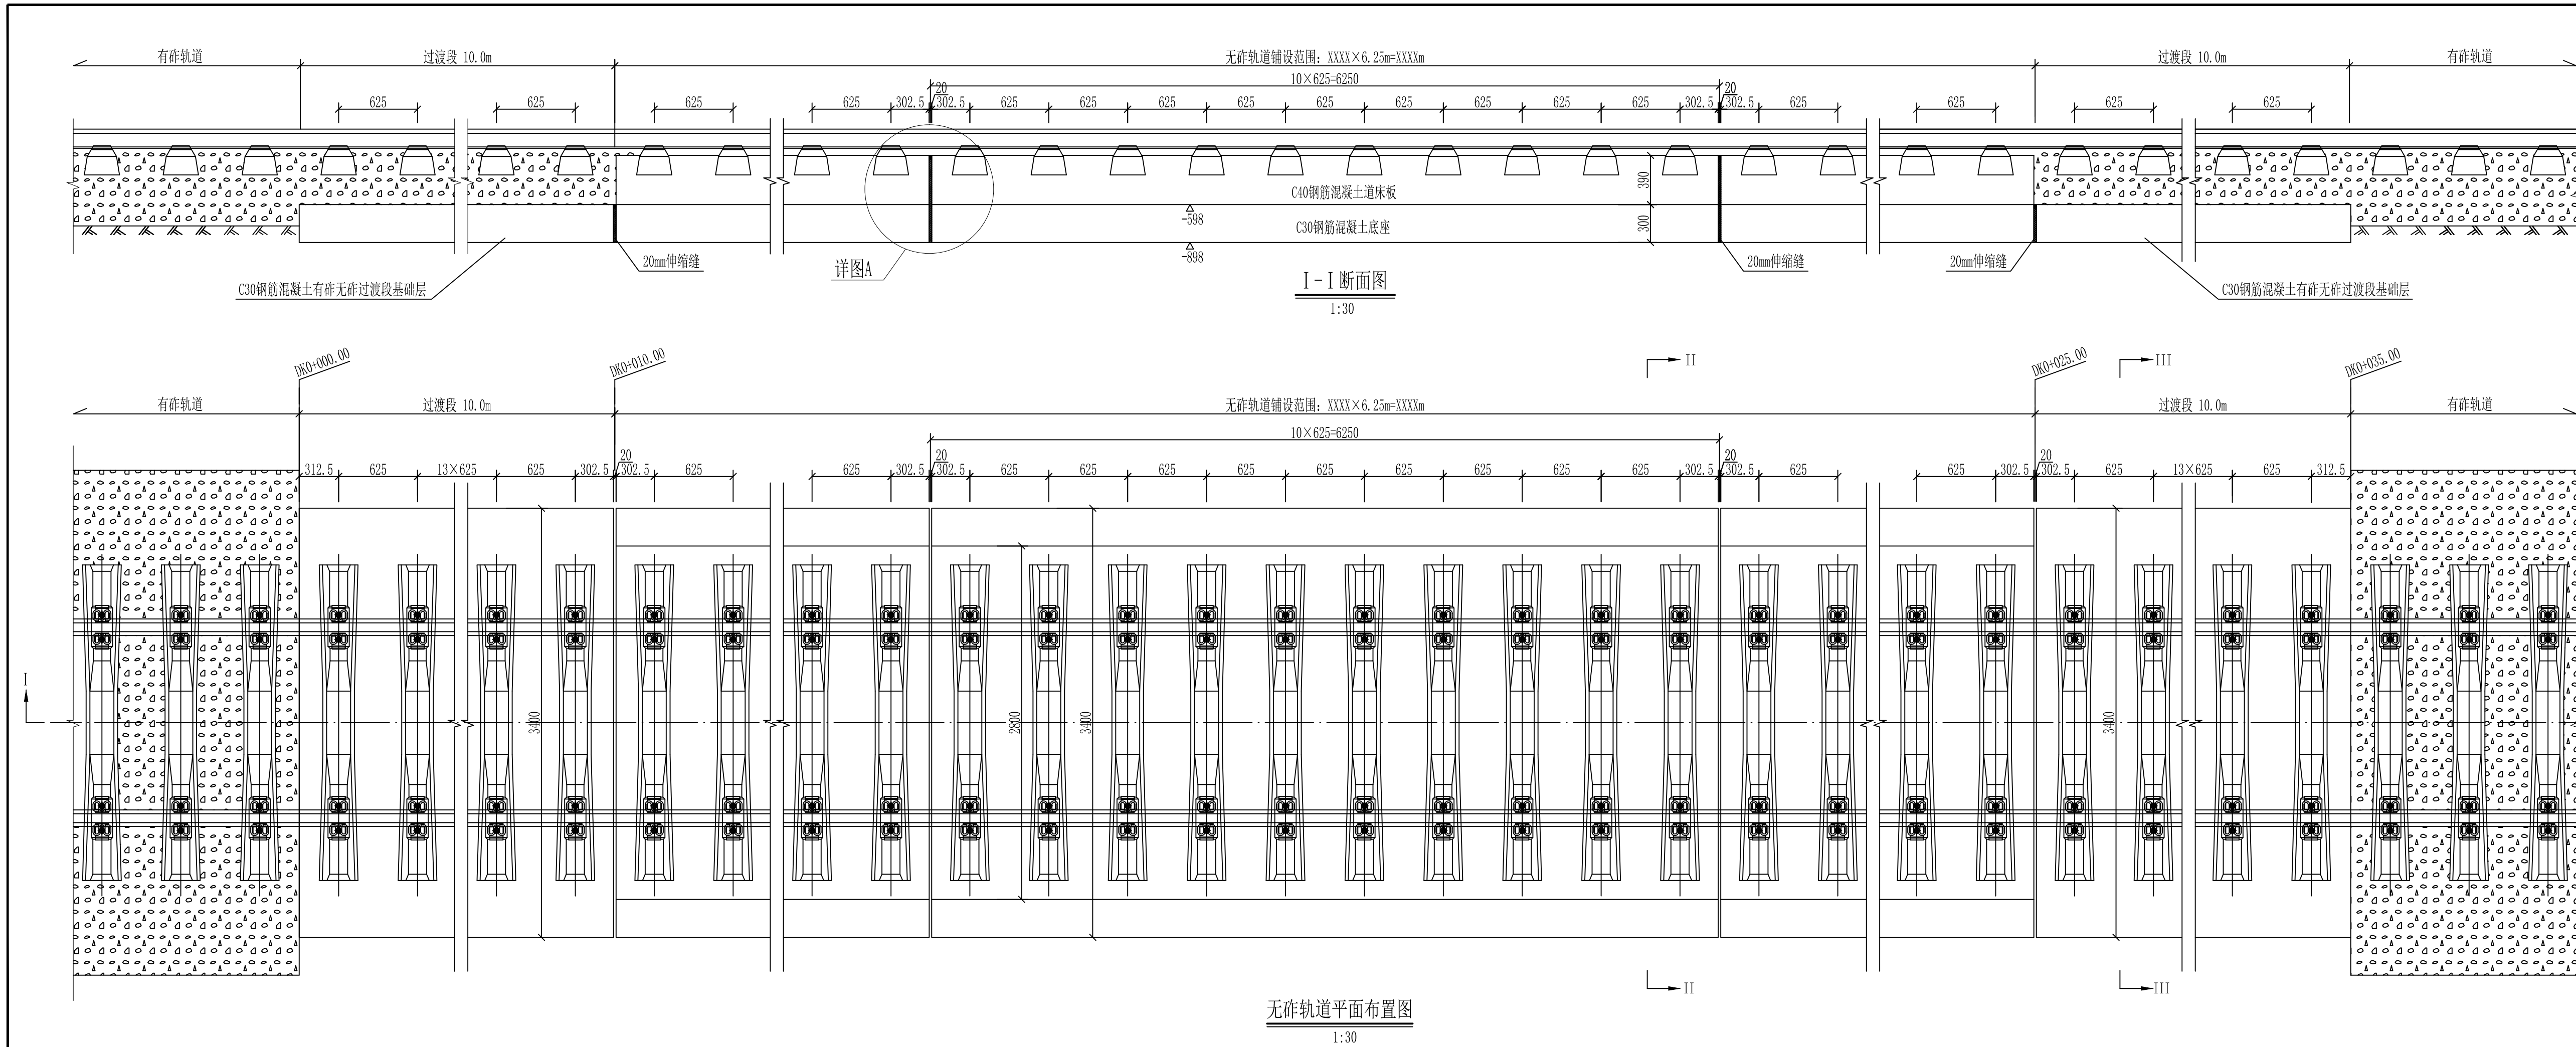 有砟轨道 过渡段 10.0m 无砟轨道铺设范围：XXXX×6.25m=XXXXm 过渡段 10.0m 有砟轨道
10×625=6250
20 20
625 625 625 625 302.5 302.5 625 625 625 625 625 625 625 625 625 302.5 302.5 625 625 625 625
390
C40钢筋混凝土道床板
-598
300
C30钢筋混凝土底座
-898
20mm伸缩缝 20mm伸缩缝 20mm伸缩缝
详图A
C30钢筋混凝土有砟无砟过渡段基础层 C30钢筋混凝土有砟无砟过渡段基础层
I-I断面图
1:30
DK0+000.00 DK0+010.00 II DK0+025.00 III DK0+035.00
有砟轨道 过渡段 10.0m 无砟轨道铺设范围：XXXX×6.25m=XXXXm 过渡段 10.0m 有砟轨道
10×625=6250
20 20 20 20
312.5 625 13×625 625 302.5 302.5 625 625 302.5 302.5 625 625 625 625 625 625 625 625 625 302.5 302.5 625 625 302.5 302.5 625 13×625 625 312.5
I
3400 2800 3400 3400
II III
无砟轨道平面布置图
1:30